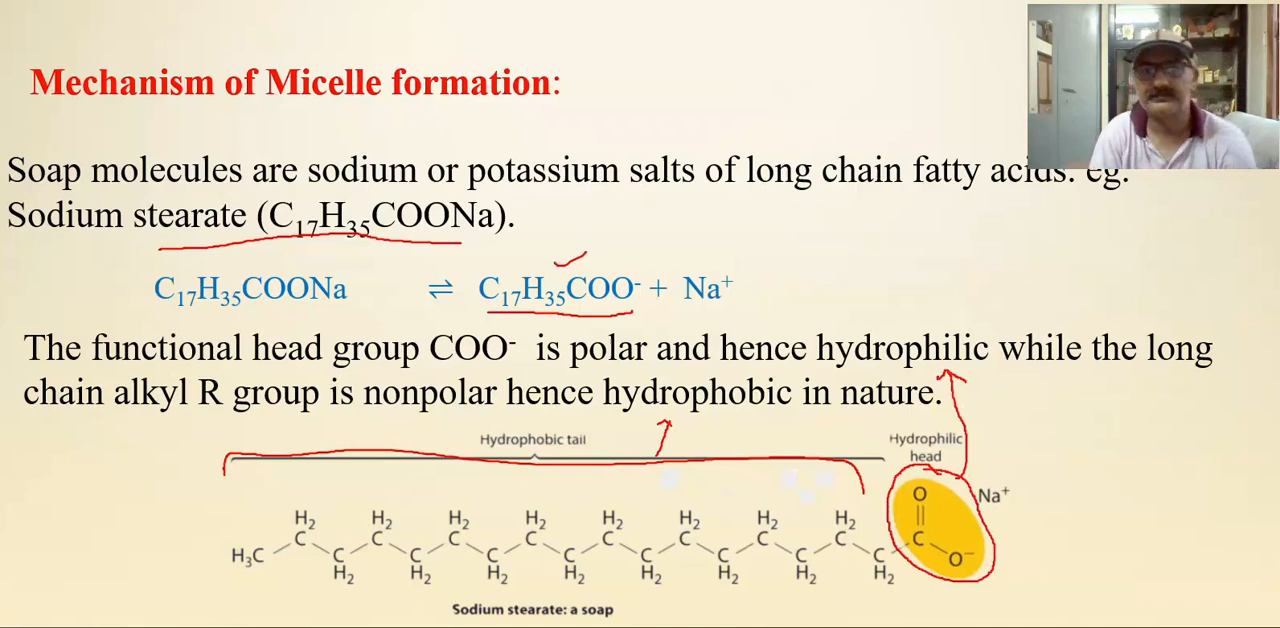 Mechanism of Micelle formation:
Soap molecules are sodium or potassium salts of long chain fatty acids. eg.
Sodium stearate (C₁₇H₃₅COONa).
C₁₇H₃₅COONa ⇌ C₁₇H₃₅COO⁻ + Na⁺
The functional head group COO⁻ is polar and hence hydrophilic while the long
chain alkyl R group is nonpolar hence hydrophobic in nature.
Hydrophobic tail Hydrophilic
head
O Na⁺
H₂ H₂ H₂ H₂ H₂ H₂ H₂ H₂
C C C C C C C C C
H₃C C C C C C C C C O⁻
H₂ H₂ H₂ H₂ H₂ H₂ H₂ H₂
Sodium stearate: a soap